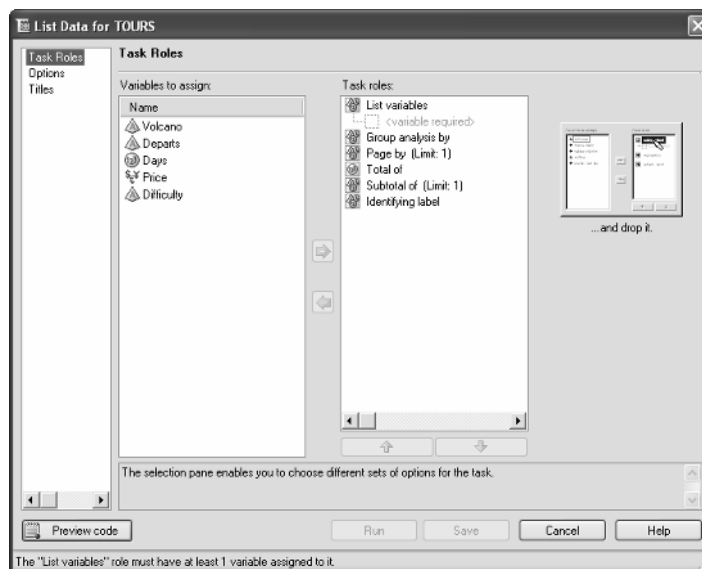 List Data for TOURS
Task Roles
Options
Titles
Task Roles
Variables to assign:
Name
Volcano
Departs
Days
Price
Difficulty
Task roles:
List variables
<variable required>
Group analysis by
Page by (Limit: 1)
Total of
Subtotal of (Limit: 1)
Identifying label
...and drop it.
The selection pane enables you to choose different sets of options for the task.
Preview code
Run
Save
Cancel
Help
The "List variables" role must have at least 1 variable assigned to it.